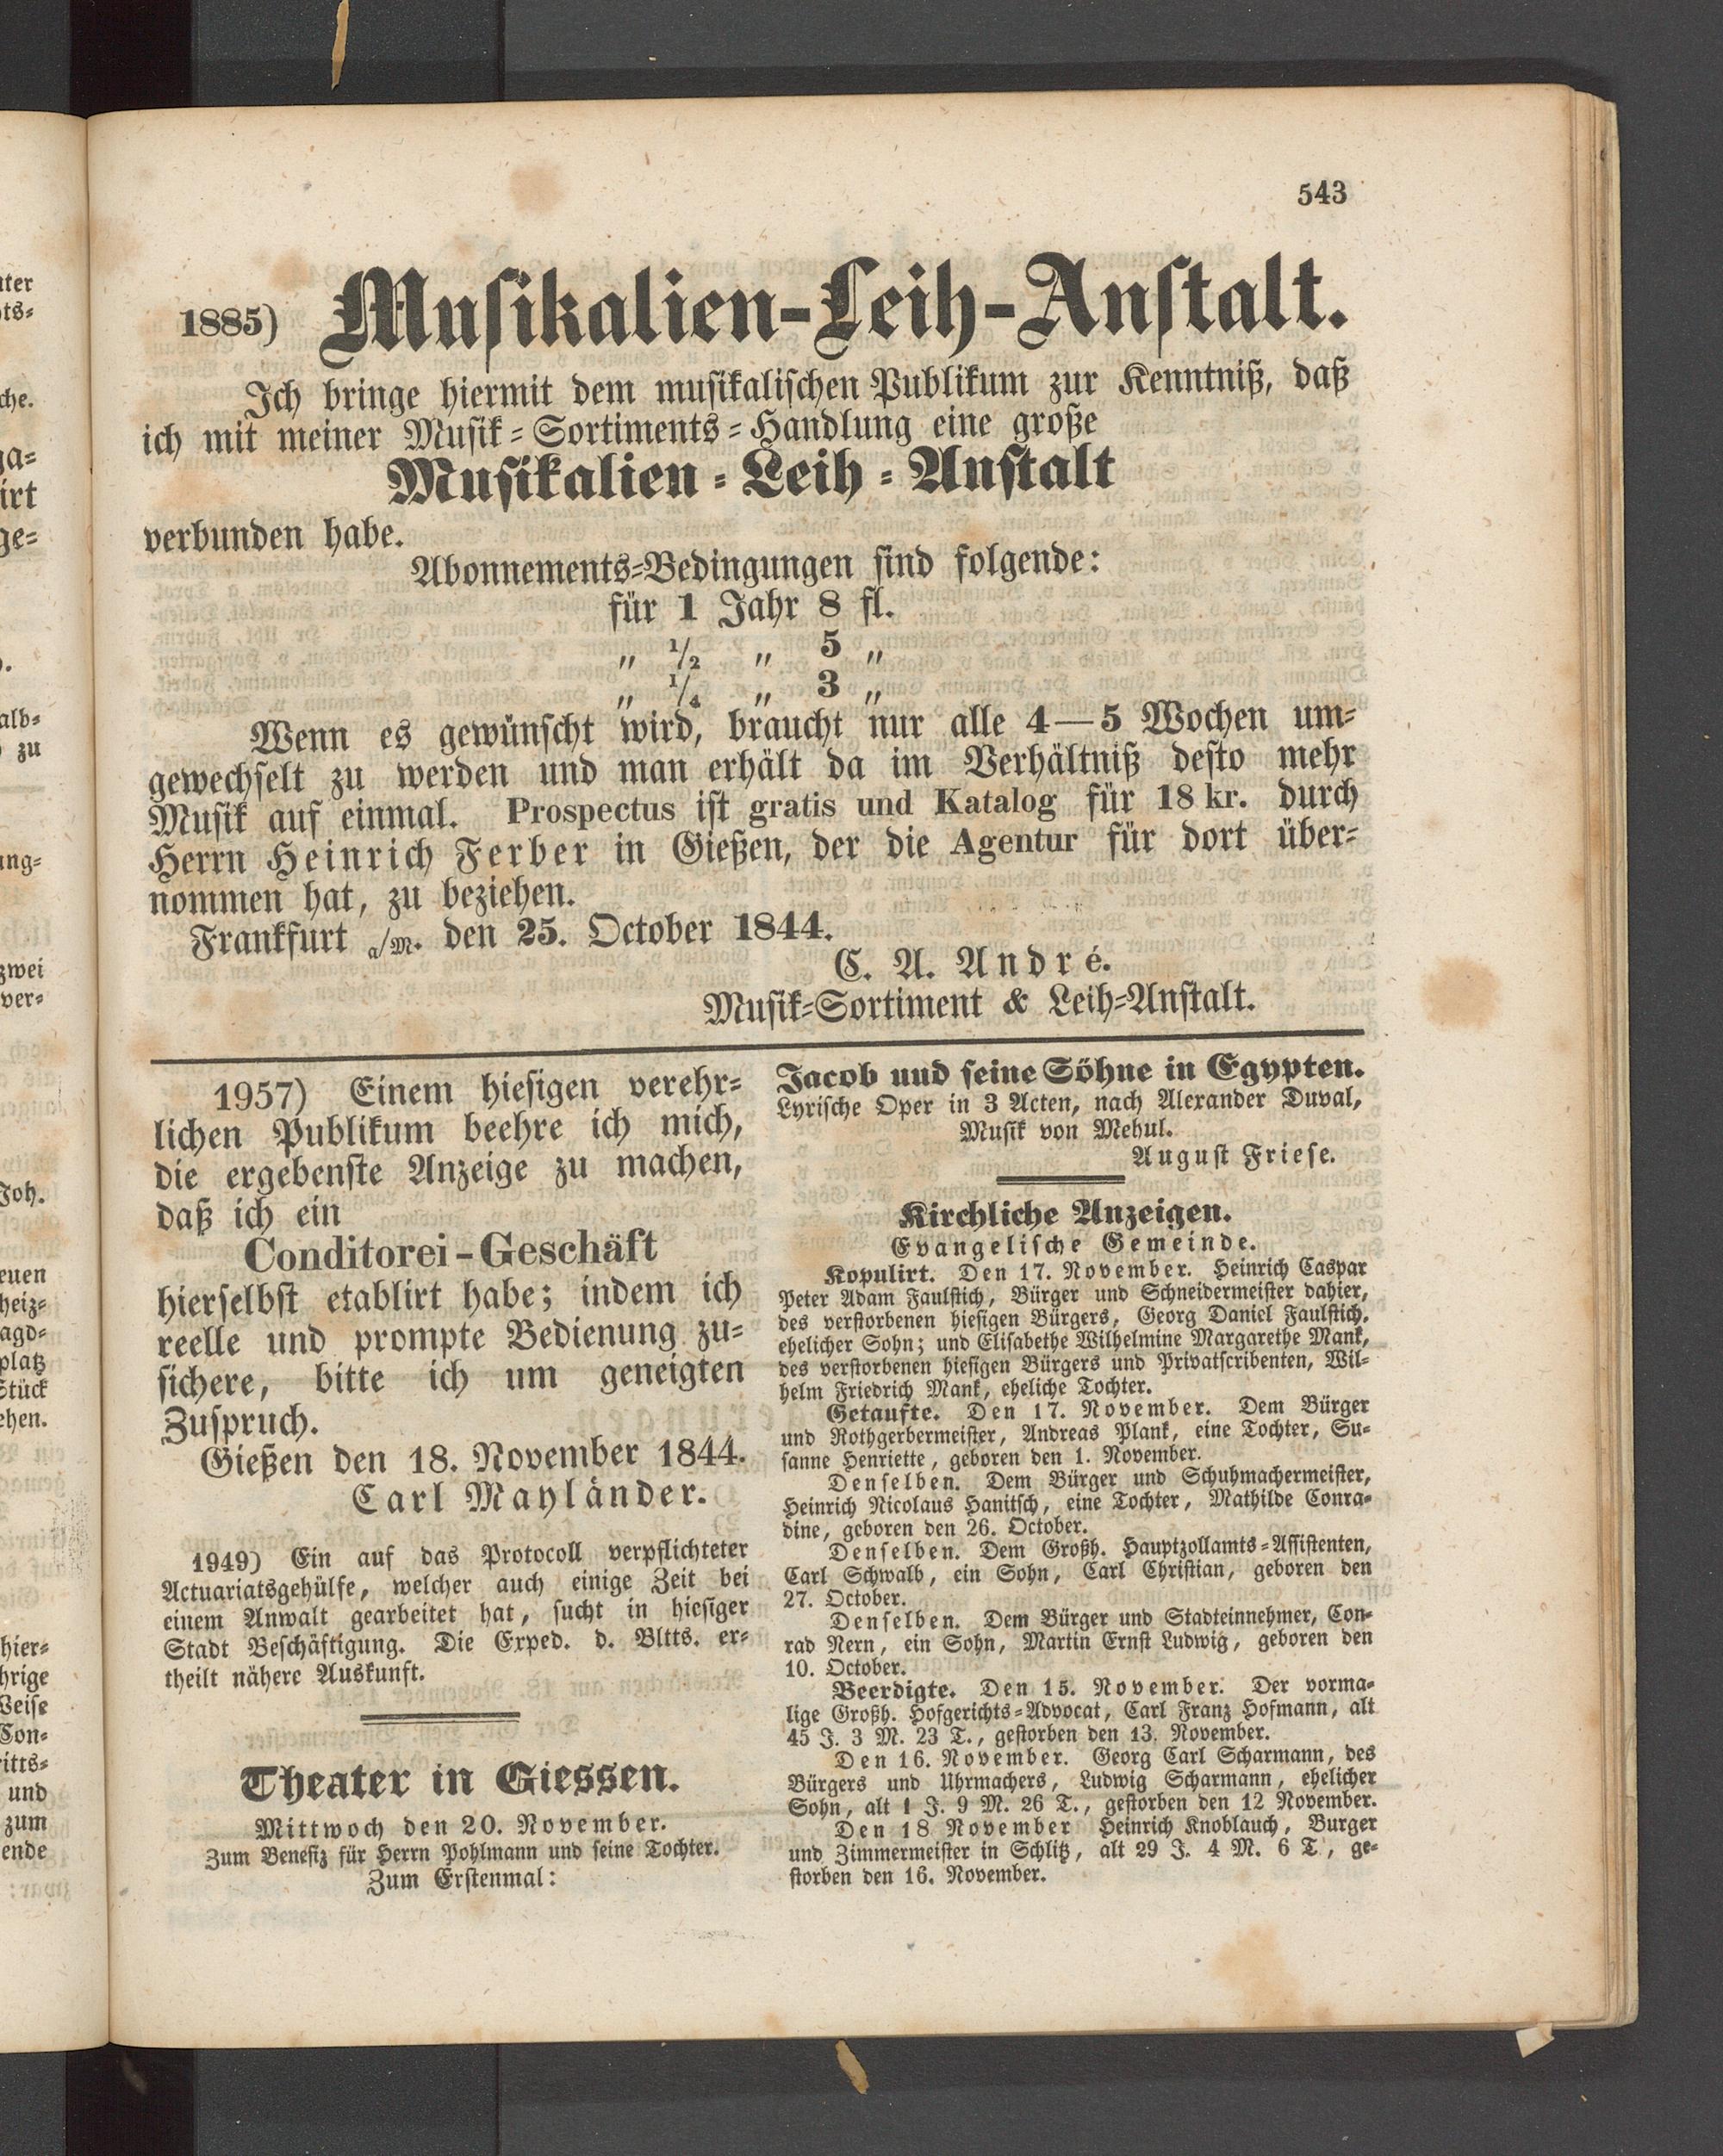 543
1885) Musikalien-Leih-Anstalt.
Ich bringe hiermit dem musikalischen Publikum zur Kenntniß, daß
ich mit meiner Musik-Sortiments-Handlung eine große
Musikalien-Leih-Anstalt
verbunden habe.
Abonnements-Bedingungen sind folgende:
für 1 Jahr 8 fl.
„ 1/2 „ 5 „
„ 1/4 „ 3 „
Wenn es gewünscht wird, braucht nur alle 4—5 Wochen um-
gewechselt zu werden und man erhält da im Verhältniß desto mehr
Musik auf einmal. Prospectus ist gratis und Katalog für 18 kr. durch
Herrn Heinrich Ferber in Gießen, der die Agentur für dort über-
nommen hat, zu beziehen.
Frankfurt a/M. den 25. October 1844.
C. A. André.
Musik-Sortiment & Leih-Anstalt.
1957) Einem hiesigen verehr-
lichen Publikum beehre ich mich,
die ergebenste Anzeige zu machen,
daß ich ein
Conditorei-Geschäft
hierselbst etablirt habe; indem ich
reelle und prompte Bedienung zu-
sichere, bitte ich um geneigten
Zuspruch.
Gießen den 18. November 1844.
Carl Mayländer.
1949) Ein auf das Protocoll verpflichteter
Actuariatsgehülfe, welcher auch einige Zeit bei
einem Anwalt gearbeitet hat, sucht in hiesiger
Stadt Beschäftigung. Die Exped. d. Bltts. er-
theilt nähere Auskunft.
Theater in Giessen.
Mittwoch den 20. November.
Zum Benefiz für Herrn Pohlmann und seine Tochter.
Zum Erstenmal:
Jacob und seine Söhne in Egypten.
Lyrische Oper in 3 Acten, nach Alexander Duval,
Musik von Mehul.
August Friese.
Kirchliche Anzeigen.
Evangelische Gemeinde.
Kopulirt. Den 17. November. Heinrich Caspar
Peter Adam Faulstich, Bürger und Schneidermeister dahier,
des verstorbenen hiesigen Bürgers, Georg Daniel Faulstich,
ehelicher Sohn; und Elisabethe Wilhelmine Margarethe Mank,
des verstorbenen hiesigen Bürgers und Privatscribenten, Wil-
helm Friedrich Mank, eheliche Tochter.
Getaufte. Den 17. November. Dem Bürger
und Rothgerbermeister, Andreas Plank, eine Tochter, Su-
sanne Henriette, geboren den 1. November.
Denselben. Dem Bürger und Schuhmachermeister,
Heinrich Nicolaus Hanitsch, eine Tochter, Mathilde Conra-
dine, geboren den 26. October.
Denselben. Dem Großh. Hauptzollamts-Assistenten,
Carl Schwalb, ein Sohn, Carl Christian, geboren den
27. October.
Denselben. Dem Bürger und Stadteinnehmer, Con-
rad Nern, ein Sohn, Martin Ernst Ludwig, geboren den
10. October.
Beerdigte. Den 15. November. Der vorma-
lige Großh. Hofgerichts-Advocat, Carl Franz Hofmann, alt
45 J. 3 M. 23 T., gestorben den 13. November.
Den 16. November. Georg Carl Scharmann, des
Bürgers und Uhrmachers, Ludwig Scharmann, ehelicher
Sohn, alt 1 J. 9 M. 26 T., gestorben den 12 November.
Den 18 November Heinrich Knoblauch, Burger
und Zimmermeister in Schlitz, alt 29 J. 4 M. 6 T, ge-
storben den 16. November.